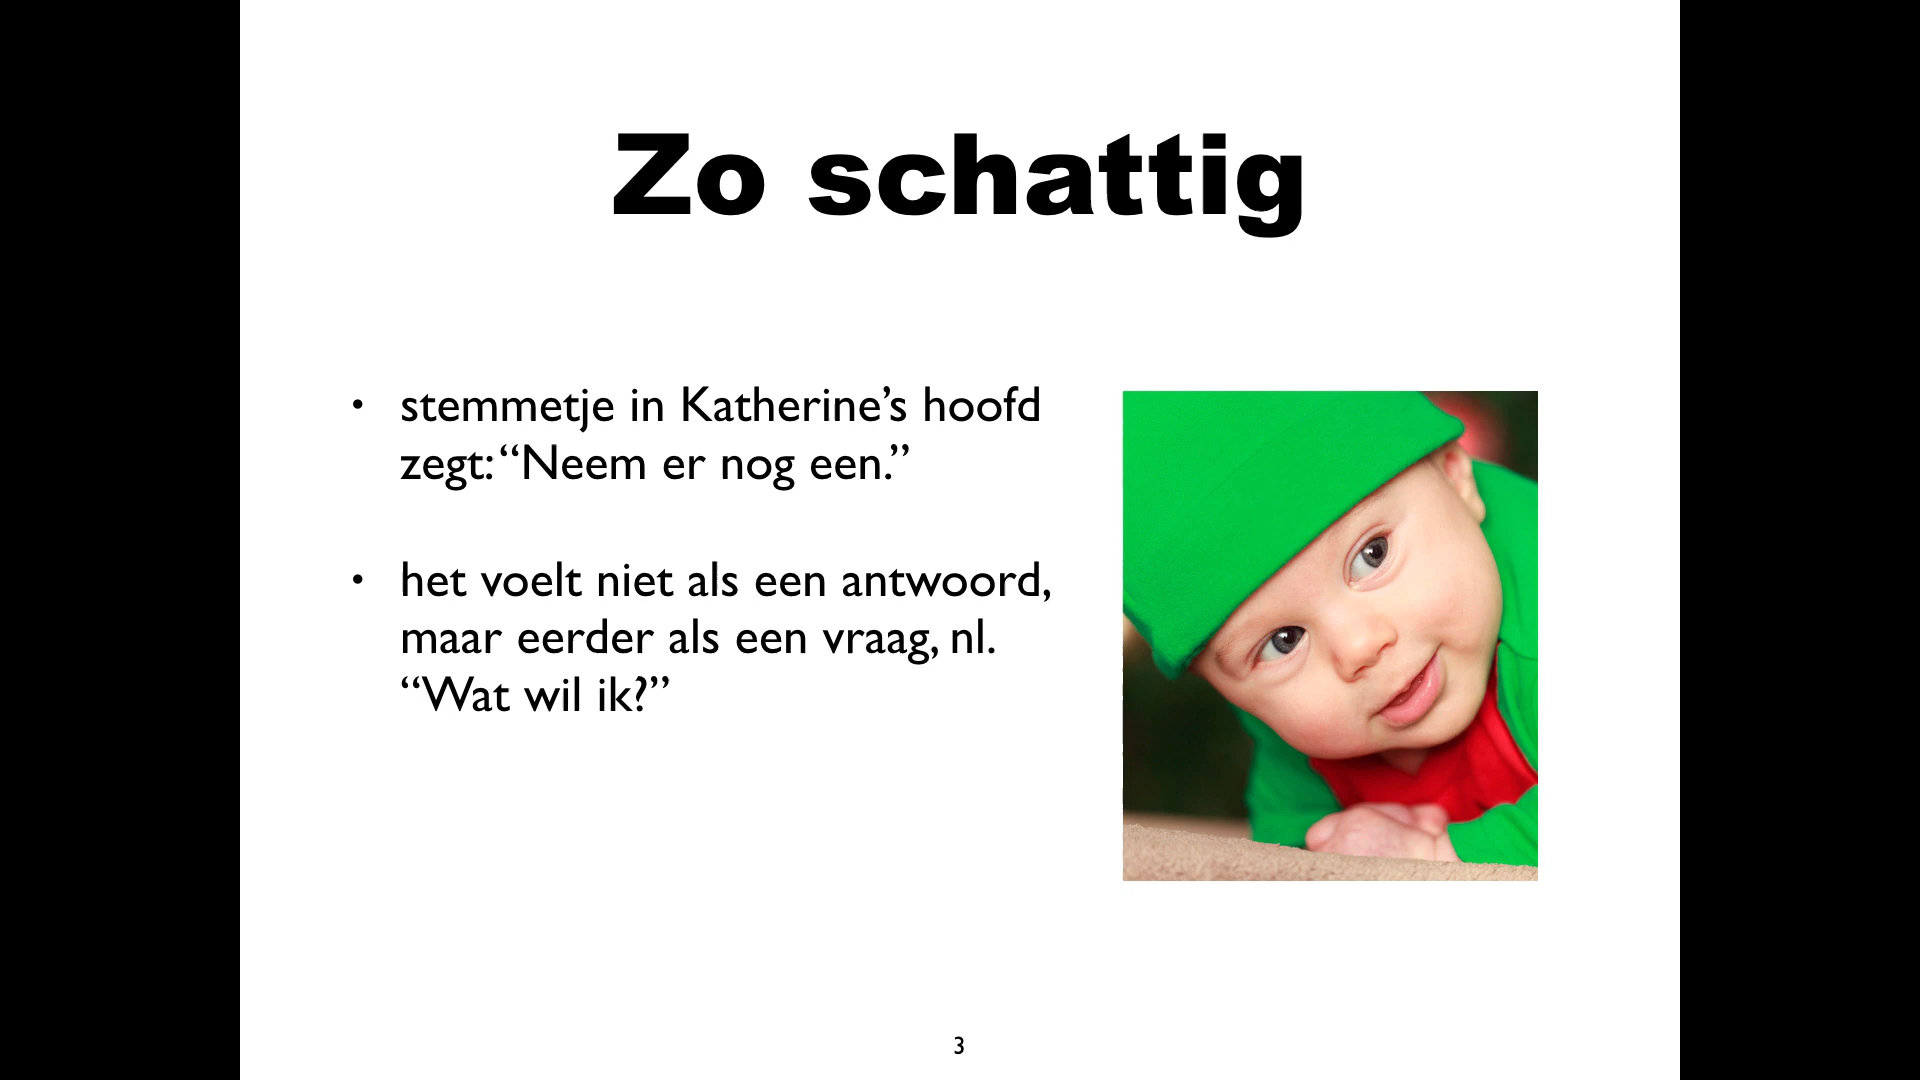 Zo schattig
• stemmetje in Katherine’s hoofd
zegt: “Neem er nog een.”
• het voelt niet als een antwoord,
maar eerder als een vraag, nl.
“Wat wil ik?”
3